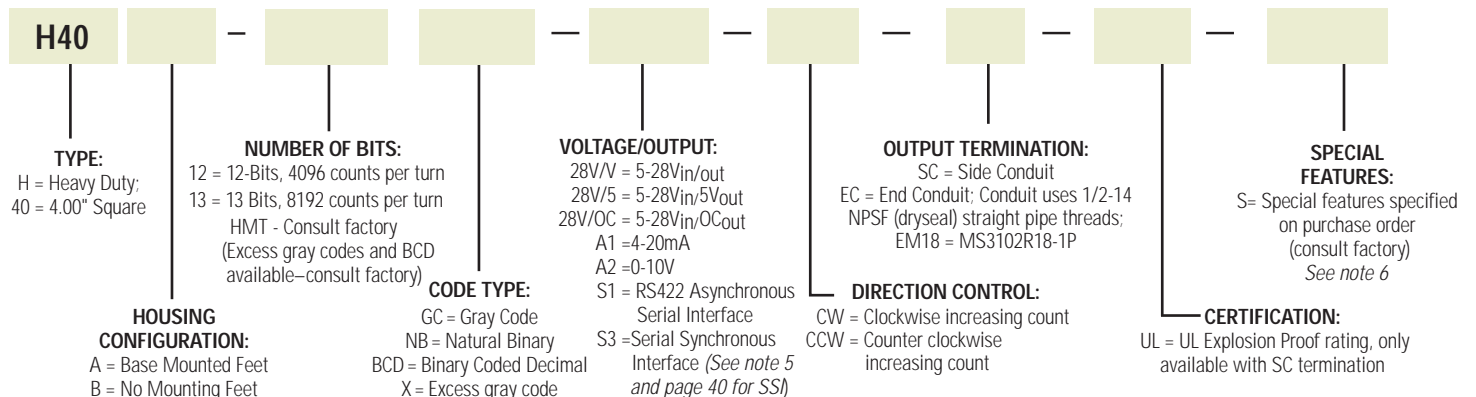 H40 – — — — — —
TYPE:
H = Heavy Duty;
40 = 4.00" Square
HOUSING
CONFIGURATION:
A = Base Mounted Feet
B = No Mounting Feet
NUMBER OF BITS:
12 = 12-Bits, 4096 counts per turn
13 = 13 Bits, 8192 counts per turn
HMT - Consult factory
(Excess gray codes and BCD
available–consult factory)
CODE TYPE:
GC = Gray Code
NB = Natural Binary
BCD = Binary Coded Decimal
X = Excess gray code
VOLTAGE/OUTPUT:
28V/V = 5-28Vin/out
28V/5 = 5-28Vin/5Vout
28V/OC = 5-28Vin/OCout
A1 =4-20mA
A2 =0-10V
S1 = RS422 Asynchronous
Serial Interface
S3 =Serial Synchronous
Interface (See note 5
and page 40 for SSI)
DIRECTION CONTROL:
CW = Clockwise increasing count
CCW = Counter clockwise
increasing count
OUTPUT TERMINATION:
SC = Side Conduit
EC = End Conduit; Conduit uses 1/2-14
NPSF (dryseal) straight pipe threads;
EM18 = MS3102R18-1P
CERTIFICATION:
UL = UL Explosion Proof rating, only
available with SC termination
SPECIAL
FEATURES:
S= Special features specified
on purchase order
(consult factory)
See note 6